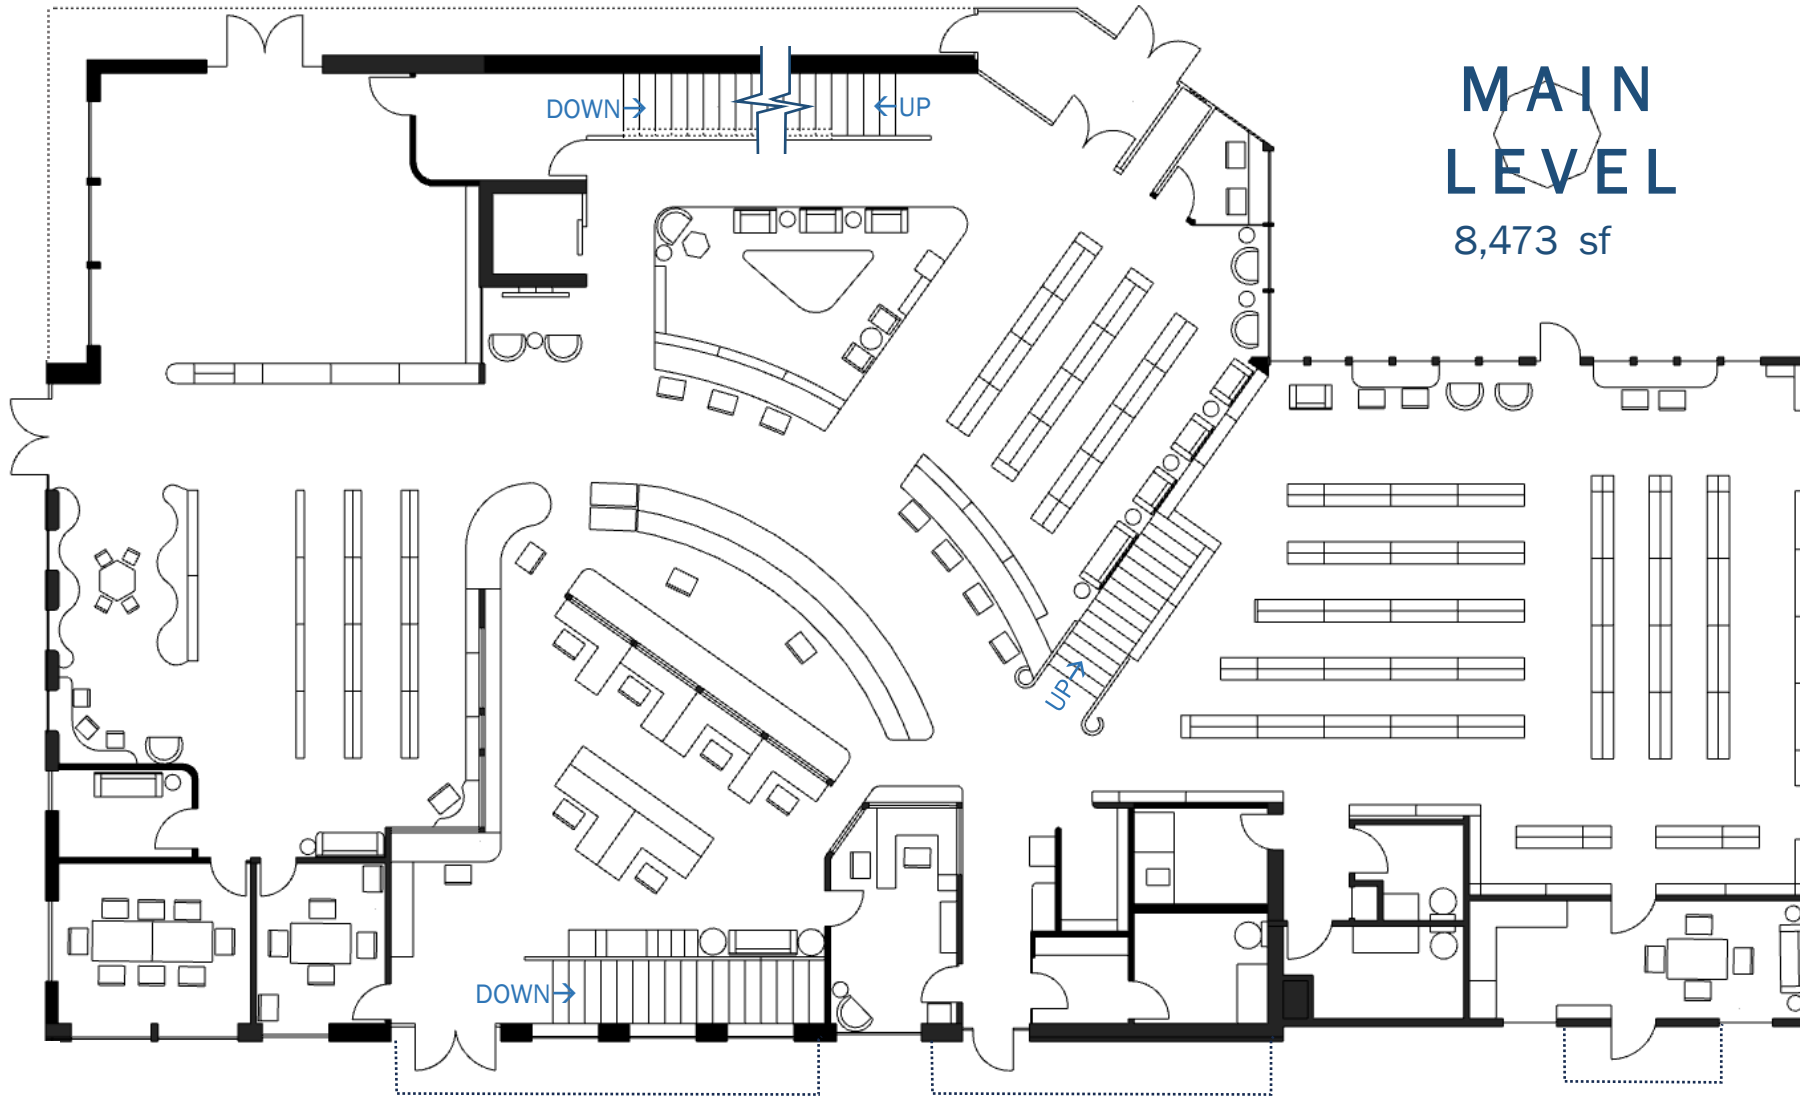 MAIN
LEVEL
8,473 sf
DOWN→
←UP
UP→
DOWN→